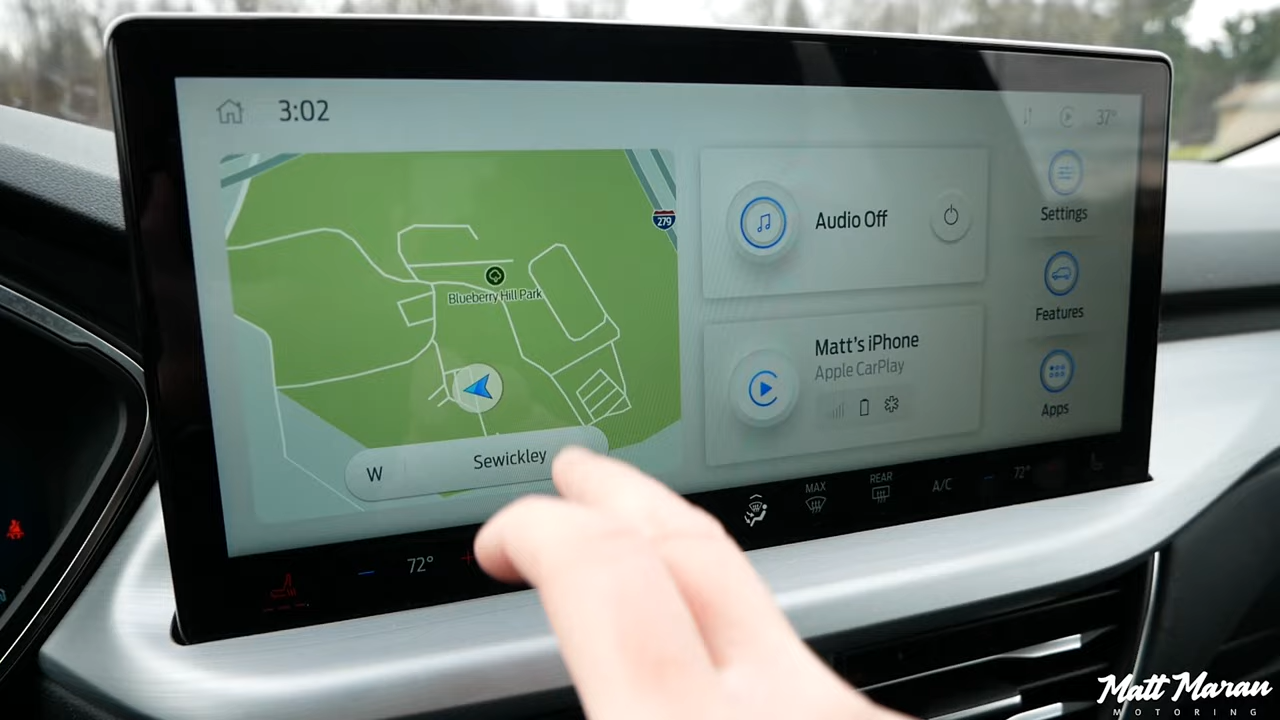 3:02
37°
279
Blueberry Hill Park
W
Sewickley
Audio Off
Matt's iPhone
Apple CarPlay
Settings
Features
Apps
72°
MAX
REAR
A/C
72°
Matt Maran
MOTORING